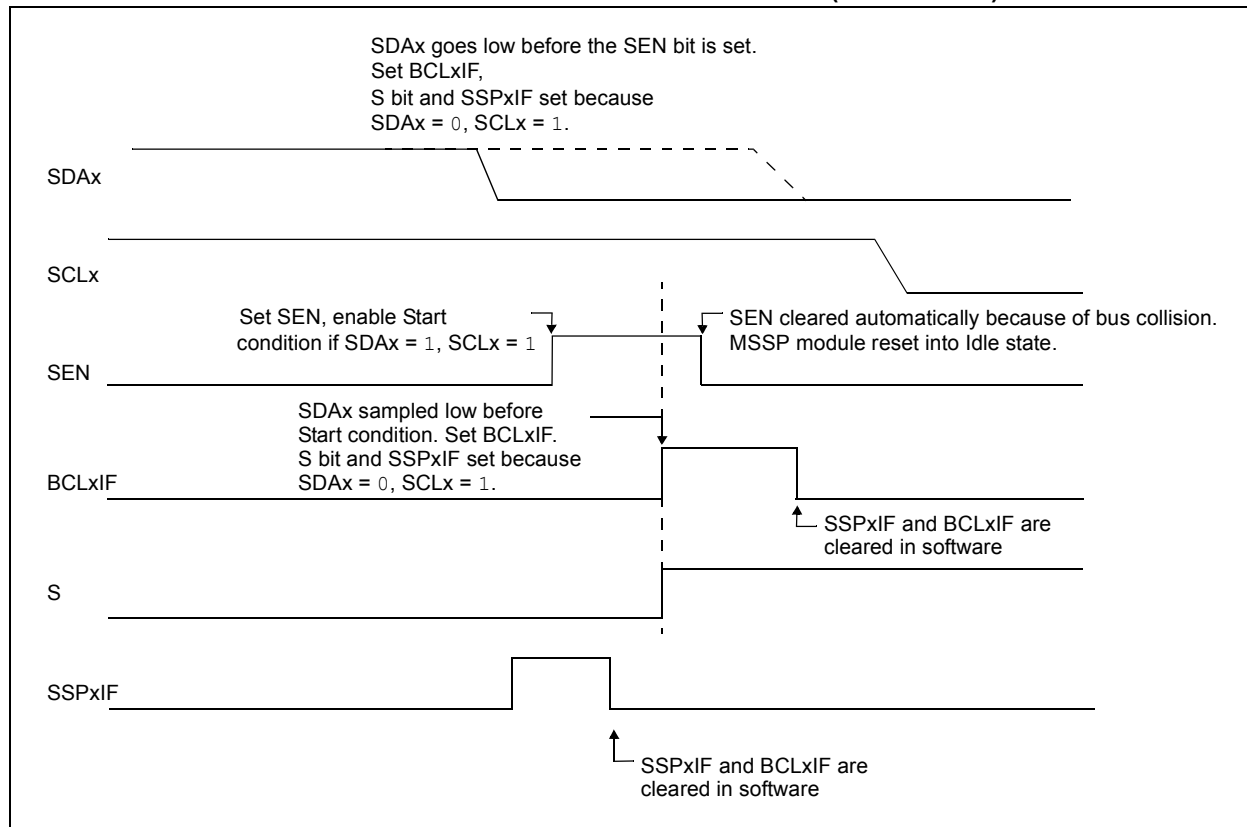 SDAx goes low before the SEN bit is set.
Set BCLxIF,
S bit and SSPxIF set because
SDAx = 0, SCLx = 1.
SDAx
SCLx
Set SEN, enable Start
condition if SDAx = 1, SCLx = 1
SEN cleared automatically because of bus collision.
MSSP module reset into Idle state.
SEN
SDAx sampled low before
Start condition. Set BCLxIF.
S bit and SSPxIF set because
SDAx = 0, SCLx = 1.
BCLxIF
SSPxIF and BCLxIF are
cleared in software
S
SSPxIF
SSPxIF and BCLxIF are
cleared in software